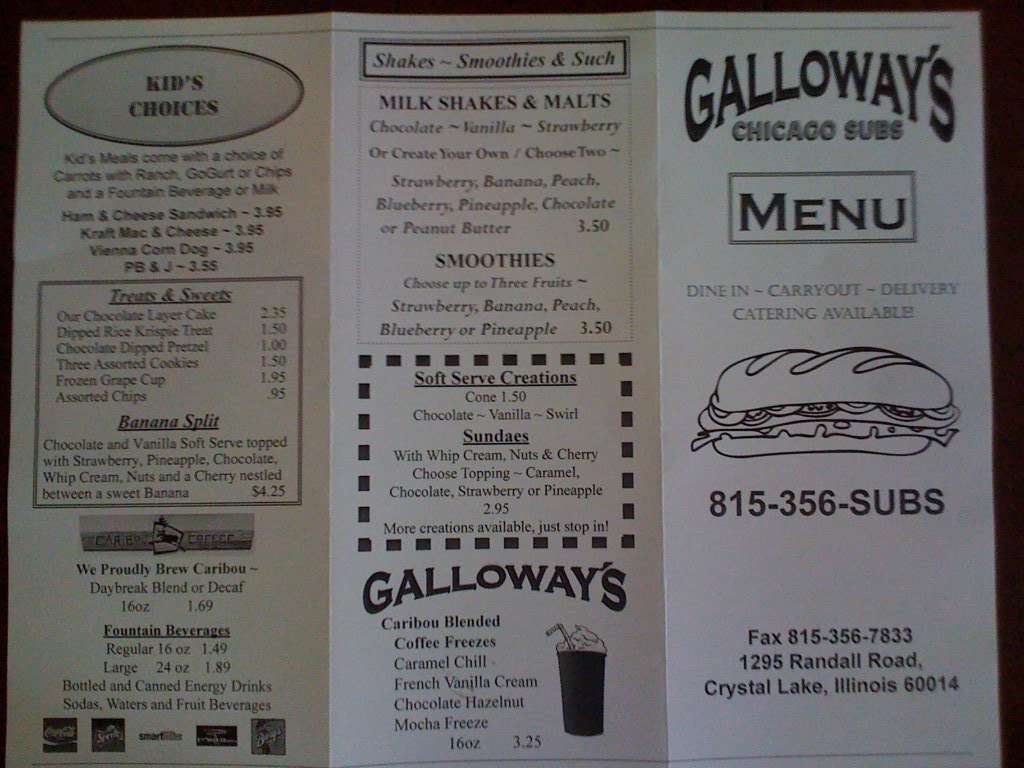 KID'S
CHOICES
Kid's Meals come with a choice of
Carrots with Ranch, GoGurt or Chips
and a Fountain Beverage or Milk
Ham & Cheese Sandwich ~ 3.95
Kraft Mac & Cheese ~ 3.95
Vienna Corn Dog ~ 3.95
PB & J ~ 3.55
Treats & Sweets
Our Chocolate Layer Cake 2.35
Dipped Rice Krispie Treat 1.50
Chocolate Dipped Pretzel 1.00
Three Assorted Cookies 1.50
Frozen Grape Cup 1.95
Assorted Chips .95
Banana Split
Chocolate and Vanilla Soft Serve topped
with Strawberry, Pineapple, Chocolate,
Whip Cream, Nuts and a Cherry nestled
between a sweet Banana $4.25
CARIBOU COFFEE
We Proudly Brew Caribou ~
Daybreak Blend or Decaf
16oz 1.69
Fountain Beverages
Regular 16 oz 1.49
Large 24 oz 1.89
Bottled and Canned Energy Drinks
Sodas, Waters and Fruit Beverages
Coca-Cola
Sprite
smart
Shakes ~ Smoothies & Such
MILK SHAKES & MALTS
Chocolate ~ Vanilla ~ Strawberry
Or Create Your Own / Choose Two ~
Strawberry, Banana, Peach,
Blueberry, Pineapple, Chocolate
or Peanut Butter 3.50
SMOOTHIES
Choose up to Three Fruits ~
Strawberry, Banana, Peach,
Blueberry or Pineapple 3.50
Soft Serve Creations
Cone 1.50
Chocolate ~ Vanilla ~ Swirl
Sundaes
With Whip Cream, Nuts & Cherry
Choose Topping ~ Caramel,
Chocolate, Strawberry or Pineapple
2.95
More creations available, just stop in!
GALLOWAY'S
Caribou Blended
Coffee Freezes
Caramel Chill
French Vanilla Cream
Chocolate Hazelnut
Mocha Freeze
16oz 3.25
GALLOWAY'S
CHICAGO SUBS
MENU
DINE IN ~ CARRYOUT ~ DELIVERY
CATERING AVAILABLE!
815-356-SUBS
Fax 815-356-7833
1295 Randall Road,
Crystal Lake, Illinois 60014